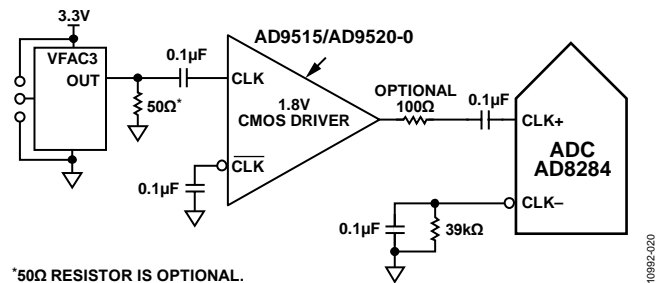 3.3V
VFAC3
OUT
0.1µF
50Ω*
AD9515/AD9520-0
CLK
1.8V
CMOS DRIVER
CLK
0.1µF
OPTIONAL
100Ω
0.1µF
CLK+
ADC
AD8284
CLK–
0.1µF
39kΩ
*50Ω RESISTOR IS OPTIONAL.
10992-020